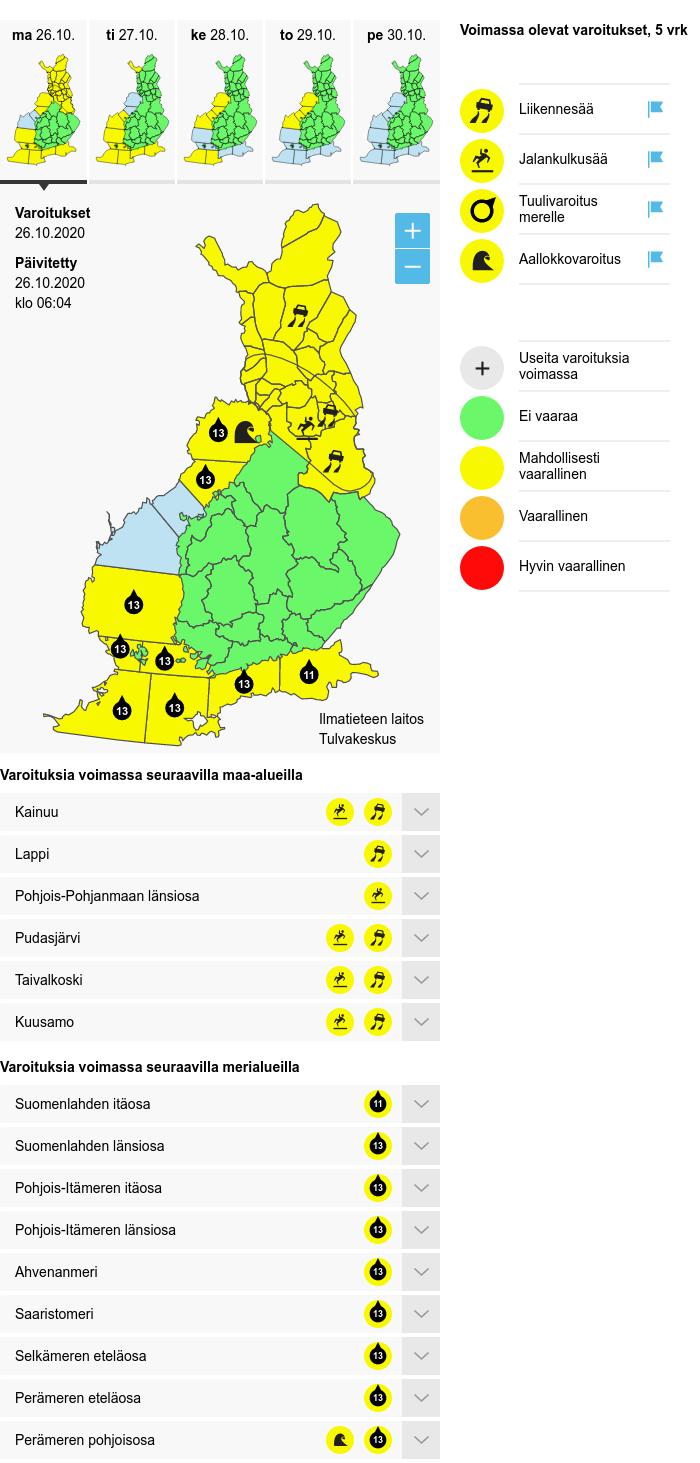 ma 26.10.
ti 27.10.
ke 28.10.
to 29.10.
pe 30.10.
Voimassa olevat varoitukset, 5 vrk
Liikennesää
Jalankulkusää
Tuulivaroitus
merelle
Aallokkovaroitus
Useita varoituksia
voimassa
Ei vaaraa
Mahdollisesti
vaarallinen
Vaarallinen
Hyvin vaarallinen
Varoitukset
26.10.2020
Päivitetty
26.10.2020
klo 06:04
+
−
13
13
13
13
13
13
11
13
13
Ilmatieteen laitos
Tulvakeskus
Varoituksia voimassa seuraavilla maa-alueilla
Kainuu
Lappi
Pohjois-Pohjanmaan länsiosa
Pudasjärvi
Taivalkoski
Kuusamo
Varoituksia voimassa seuraavilla merialueilla
Suomenlahden itäosa 11
Suomenlahden länsiosa 13
Pohjois-Itämeren itäosa 13
Pohjois-Itämeren länsiosa 13
Ahvenanmeri 13
Saaristomeri 13
Selkämeren eteläosa 13
Perämeren eteläosa 13
Perämeren pohjoisosa 13